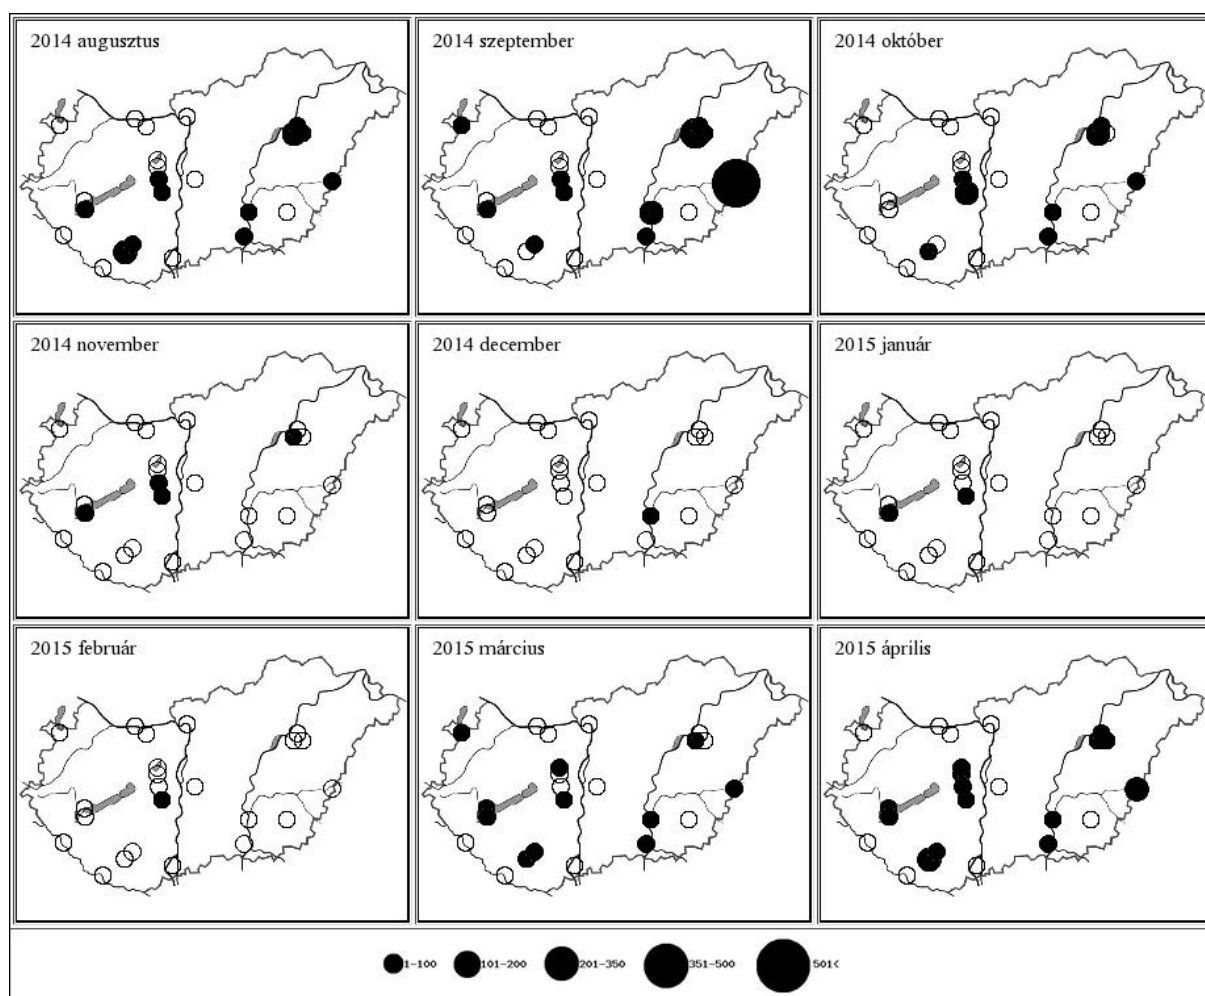 2014 augusztus
2014 szeptember
2014 október
2014 november
2014 december
2015 január
2015 február
2015 március
2015 április
1-100 101-200 201-350 351-500 501<